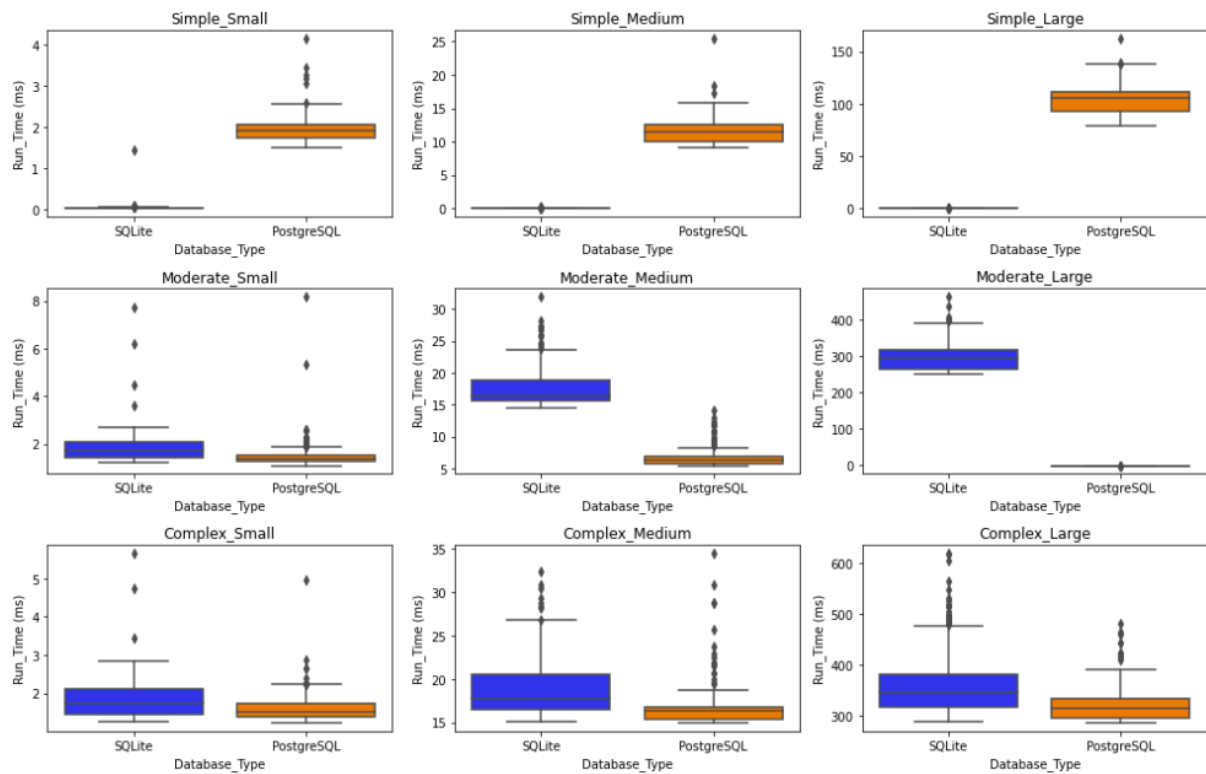 Simple_Small
Run_Time (ms)
4
3
2
1
0
SQLite
PostgreSQL
Database_Type
Simple_Medium
Run_Time (ms)
25
20
15
10
5
0
SQLite
PostgreSQL
Database_Type
Simple_Large
Run_Time (ms)
150
100
50
0
SQLite
PostgreSQL
Database_Type
Moderate_Small
Run_Time (ms)
8
6
4
2
SQLite
PostgreSQL
Database_Type
Moderate_Medium
Run_Time (ms)
30
25
20
15
10
5
SQLite
PostgreSQL
Database_Type
Moderate_Large
Run_Time (ms)
400
300
200
100
0
SQLite
PostgreSQL
Database_Type
Complex_Small
Run_Time (ms)
5
4
3
2
SQLite
PostgreSQL
Database_Type
Complex_Medium
Run_Time (ms)
35
30
25
20
15
SQLite
PostgreSQL
Database_Type
Complex_Large
Run_Time (ms)
600
500
400
300
SQLite
PostgreSQL
Database_Type